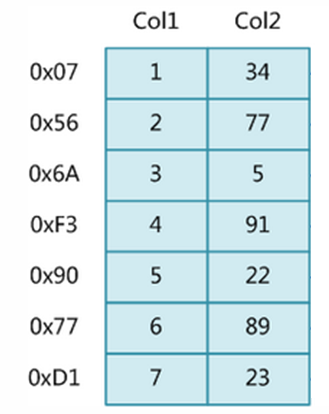 Col1 Col2
0x07 1 34
0x56 2 77
0x6A 3 5
0xF3 4 91
0x90 5 22
0x77 6 89
0xD1 7 23